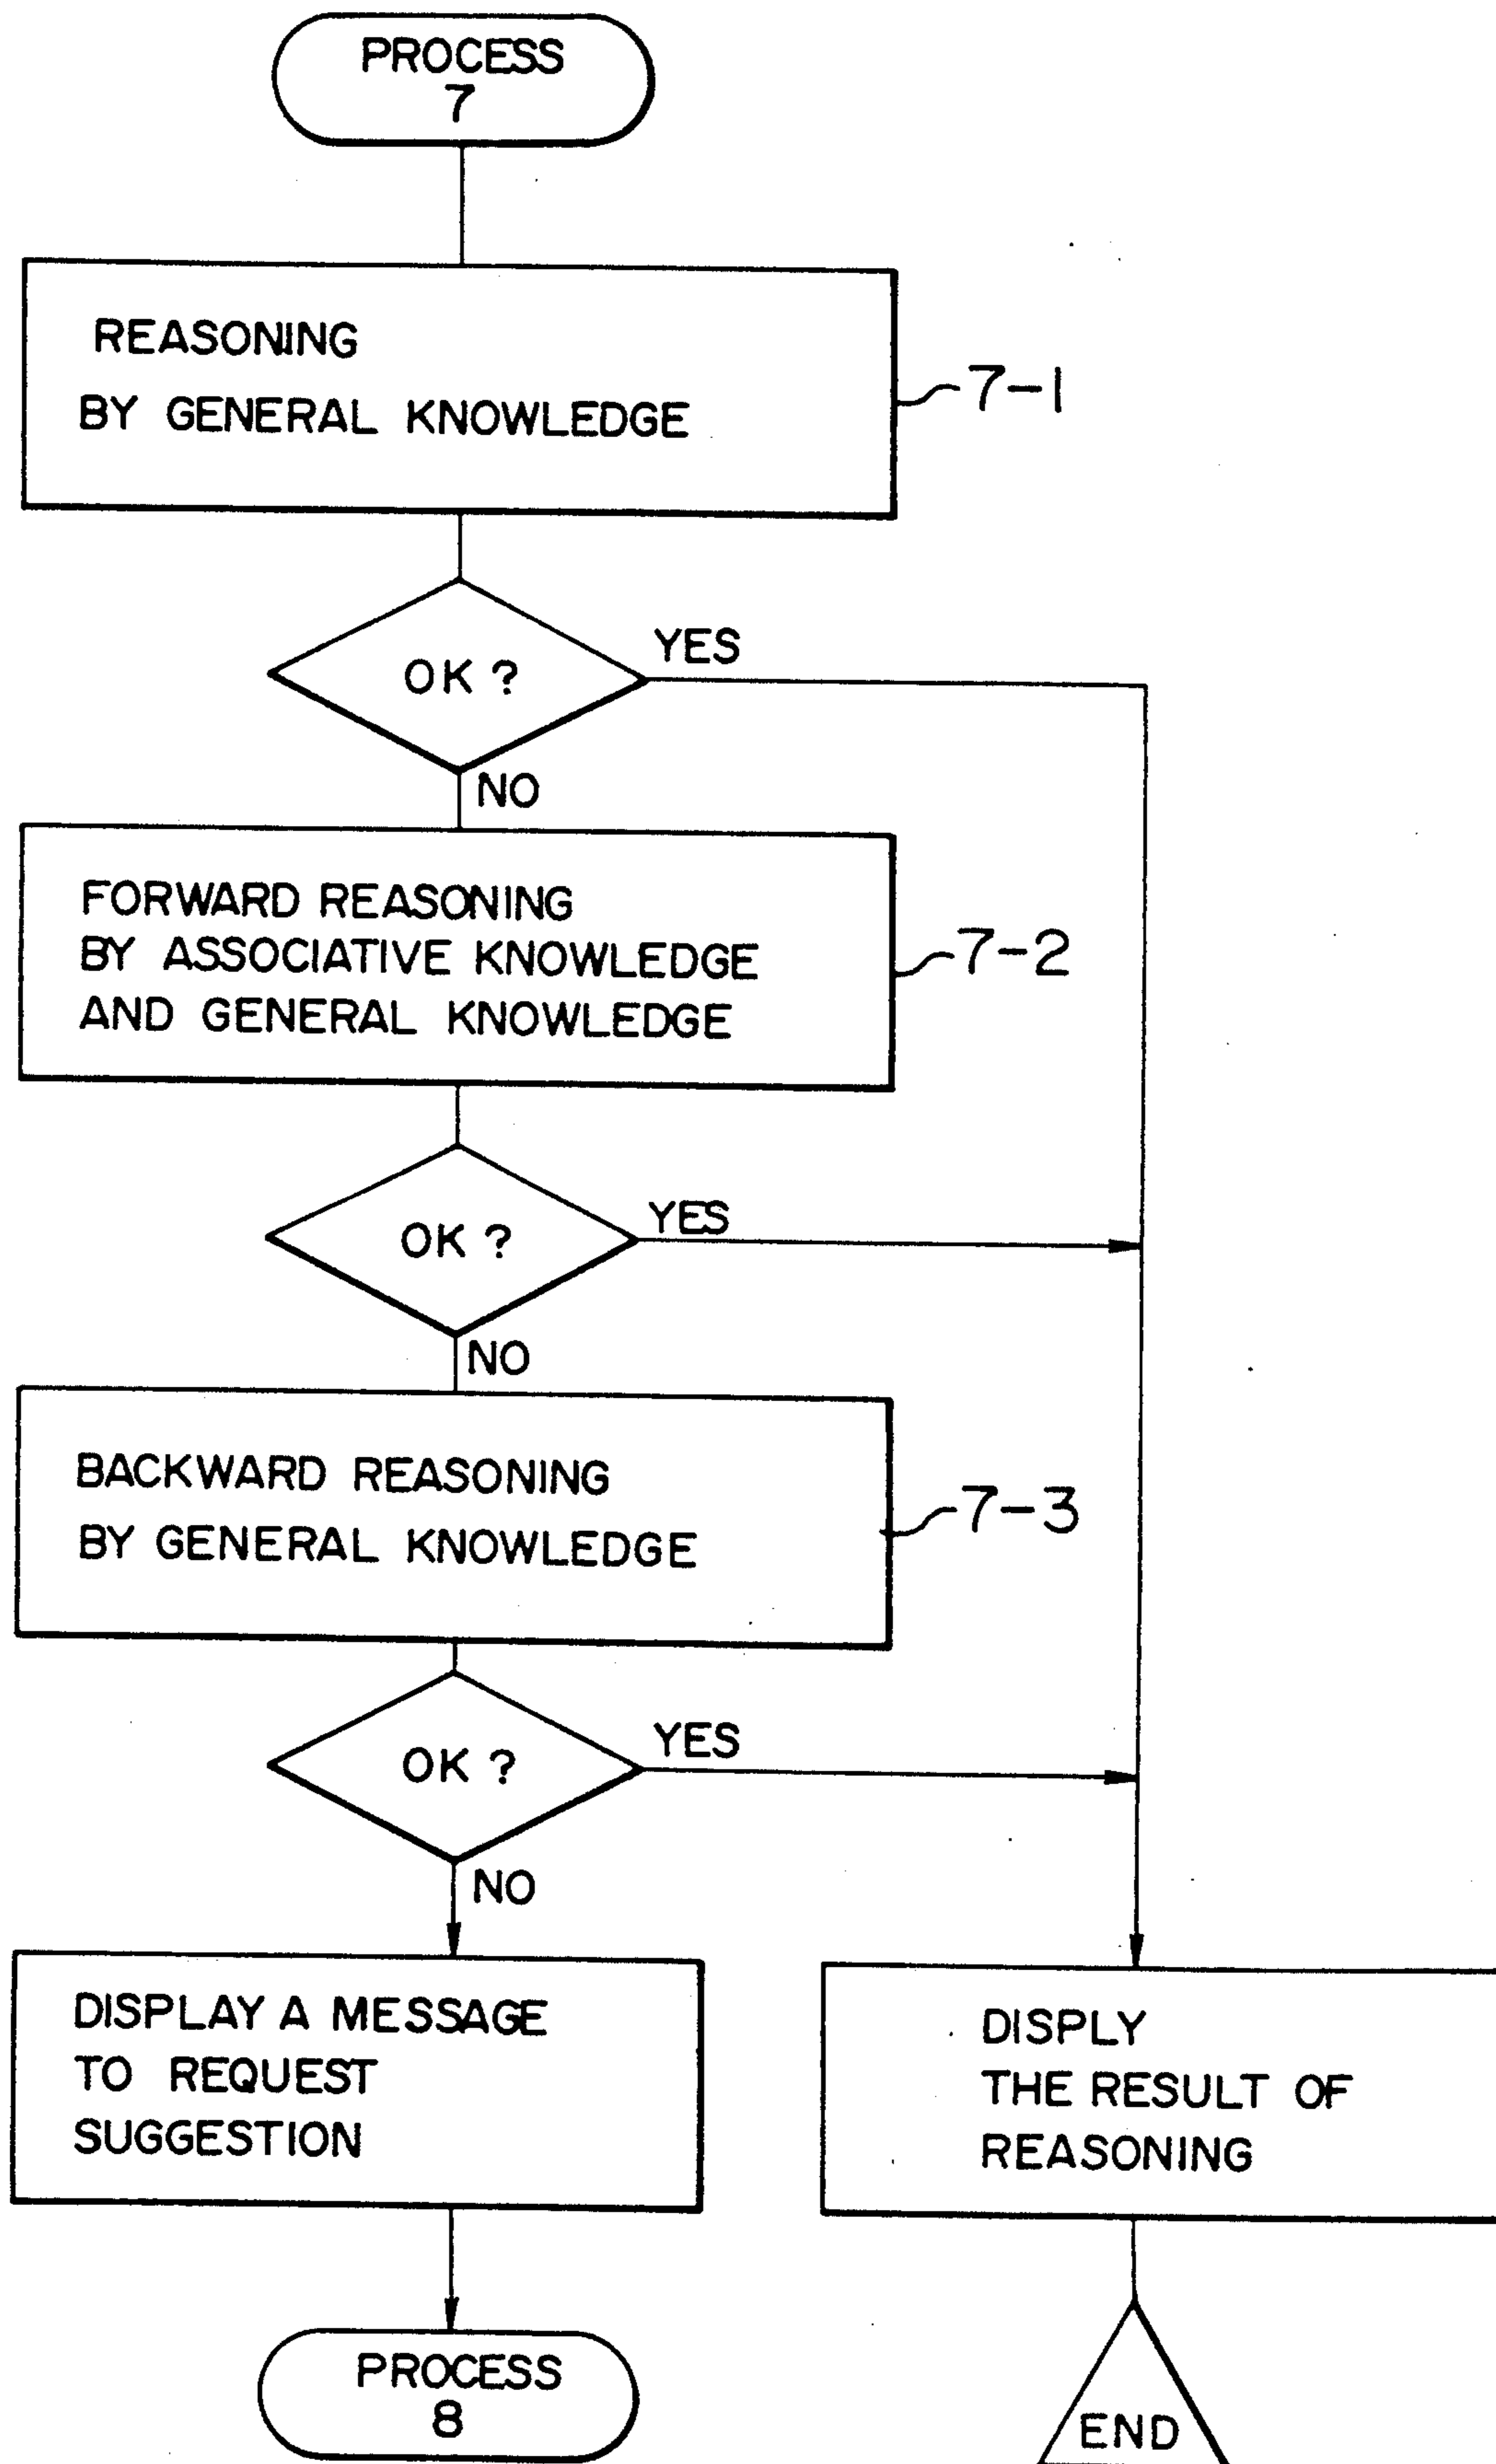 PROCESS
7
REASONING
BY GENERAL KNOWLEDGE
7-1
OK ?
YES
NO
FORWARD REASONING
BY ASSOCIATIVE KNOWLEDGE
AND GENERAL KNOWLEDGE
7-2
OK ?
YES
NO
BACKWARD REASONING
BY GENERAL KNOWLEDGE
7-3
OK ?
YES
NO
DISPLAY A MESSAGE
TO REQUEST
SUGGESTION
DISPLY
THE RESULT OF
REASONING
PROCESS
8
END